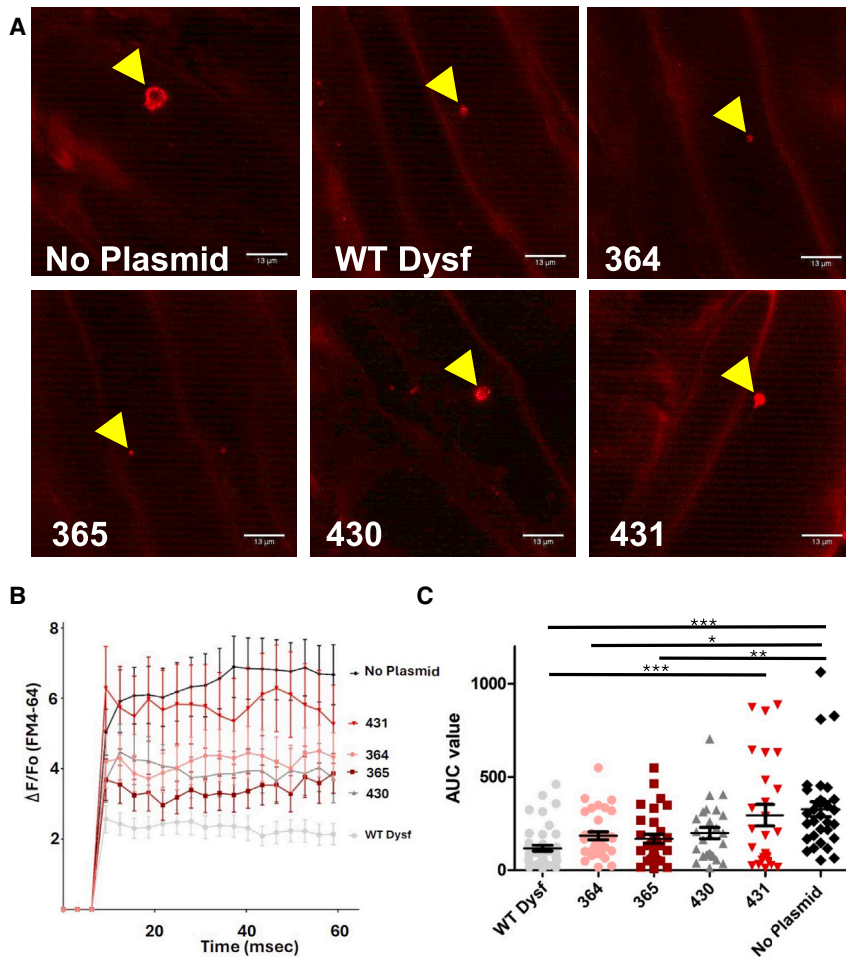 A
No Plasmid
13 µm
WT Dysf
13 µm
364
13 µm
365
13 µm
430
13 µm
431
13 µm
B
8
6
4
2
20
40
60
ΔF/Fo (FM4-64)
Time (msec)
No Plasmid
431
364
365
430
WT Dysf
C
***
*
**
***
1000
500
0
AUC value
WT Dysf
364
365
430
431
No Plasmid